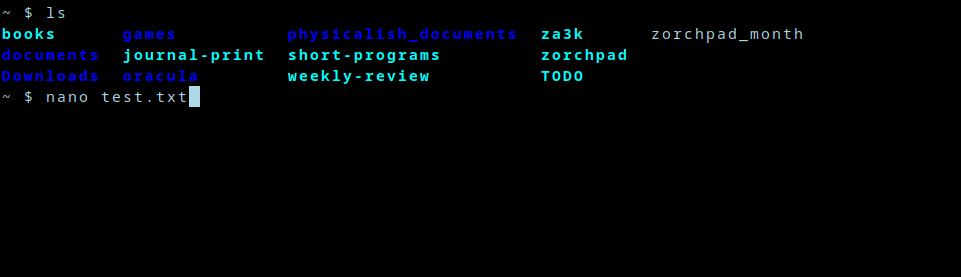 ~ $ ls
books games physicalish_documents za3k zorchpad_month
documents journal-print short-programs zorchpad
Downloads oracula weekly-review TODO
~ $ nano test.txt